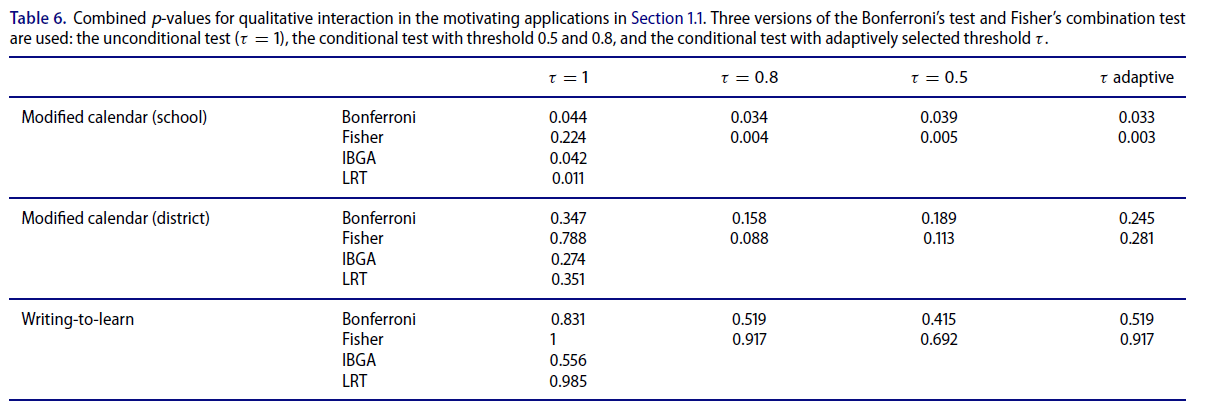 Table 6. Combined p-values for qualitative interaction in the motivating applications in Section 1.1. Three versions of the Bonferroni's test and Fisher's combination test
are used: the unconditional test (τ = 1), the conditional test with threshold 0.5 and 0.8, and the conditional test with adaptively selected threshold τ.
τ = 1 τ = 0.8 τ = 0.5 τ adaptive
Modified calendar (school) Bonferroni 0.044 0.034 0.039 0.033
Fisher 0.224 0.004 0.005 0.003
IBGA 0.042
LRT 0.011
Modified calendar (district) Bonferroni 0.347 0.158 0.189 0.245
Fisher 0.788 0.088 0.113 0.281
IBGA 0.274
LRT 0.351
Writing-to-learn Bonferroni 0.831 0.519 0.415 0.519
Fisher 1 0.917 0.692 0.917
IBGA 0.556
LRT 0.985